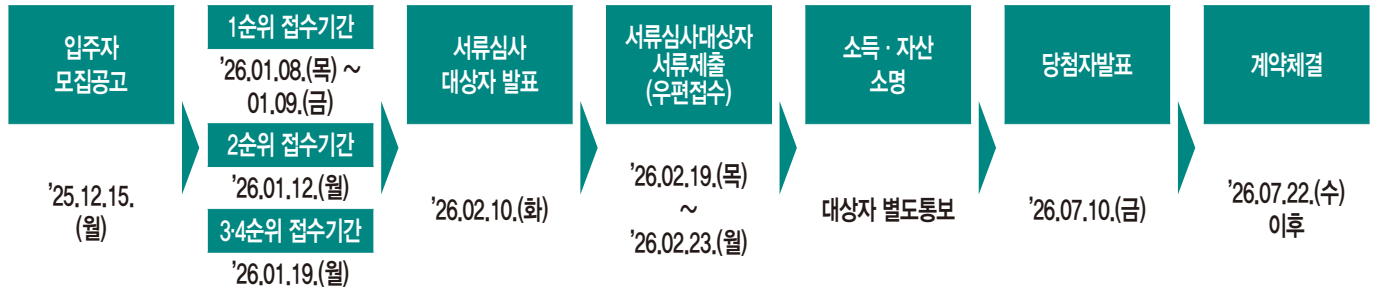 입주자
모집공고
'25.12.15.
(월)
1순위 접수기간
'26.01.08.(목) ~
01.09.(금)
2순위 접수기간
'26.01.12.(월)
3·4순위 접수기간
'26.01.19.(월)
서류심사
대상자 발표
'26.02.10.(화)
서류심사대상자
서류제출
(우편접수)
'26.02.19.(목)
~
'26.02.23.(월)
소득 · 자산
소명
대상자 별도통보
당첨자발표
'26.07.10.(금)
계약체결
'26.07.22.(수)
이후